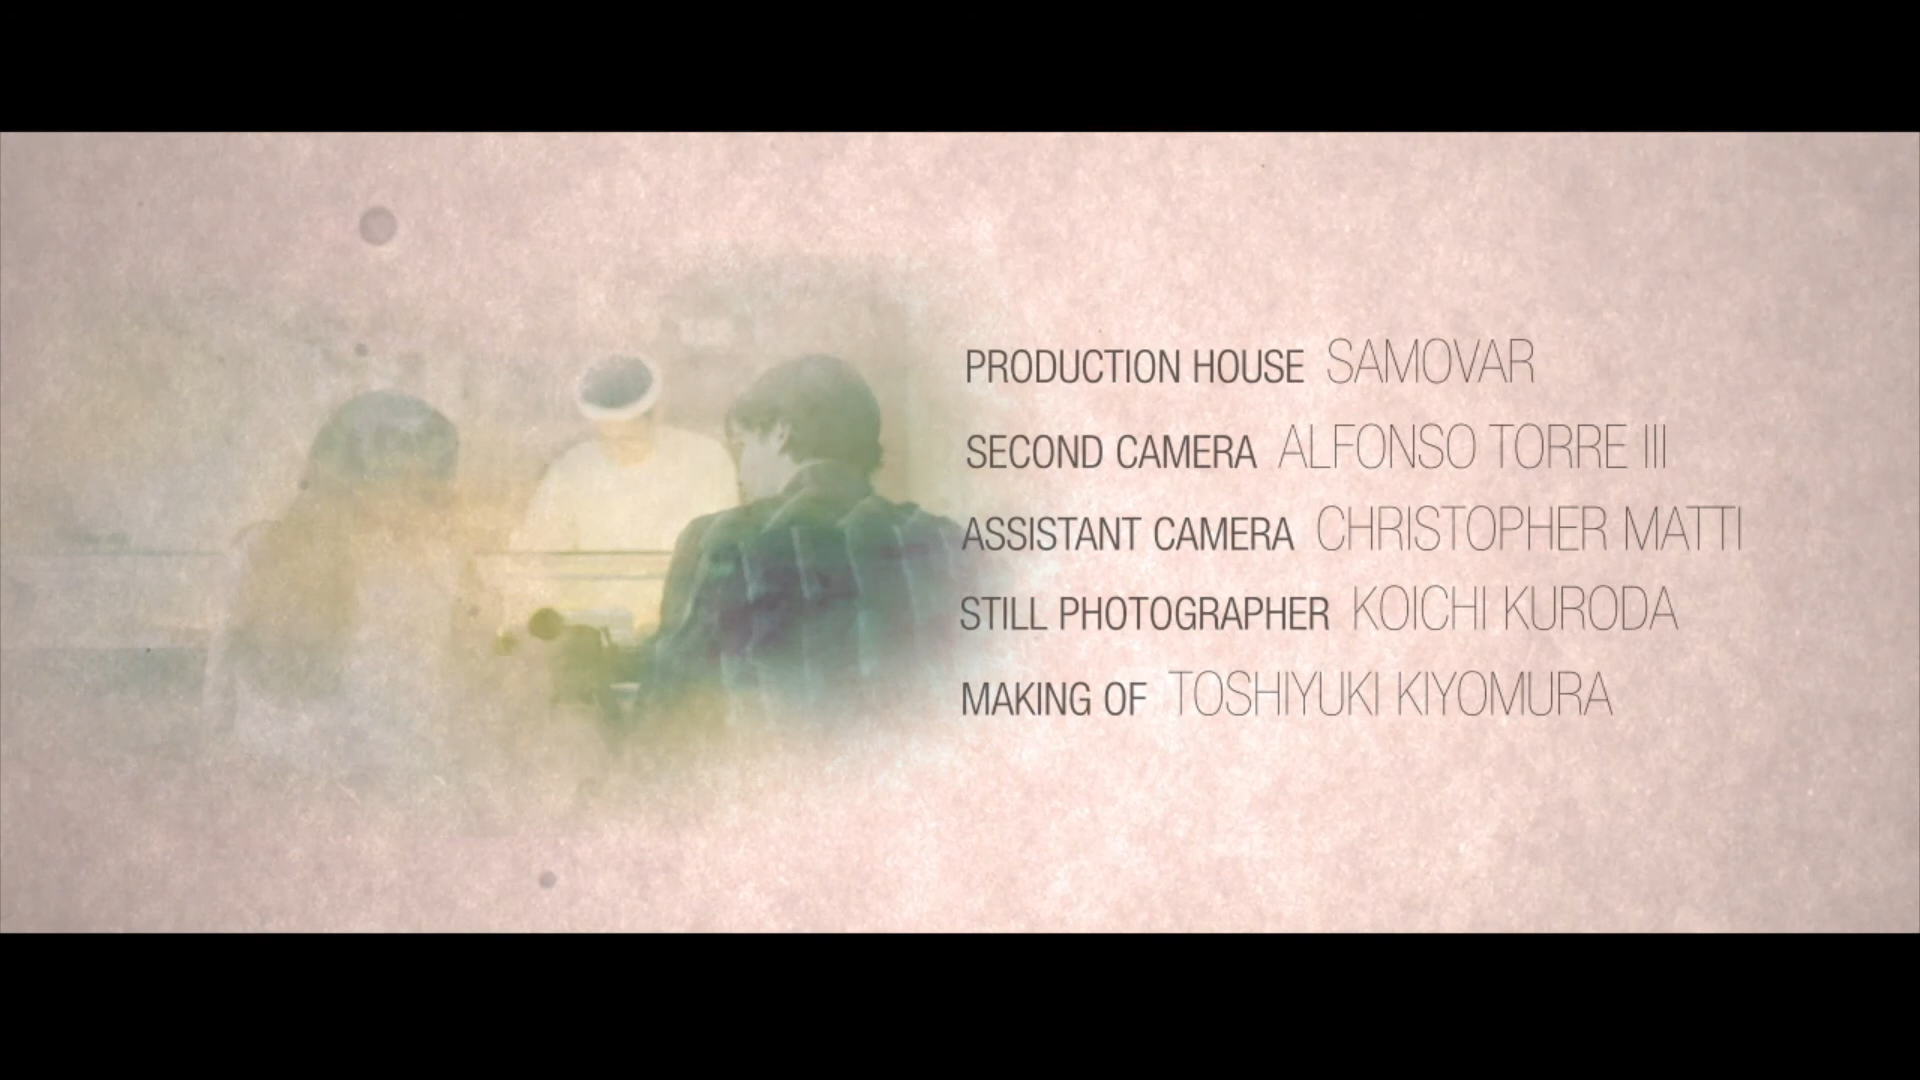 PRODUCTION HOUSE SAMOVAR
SECOND CAMERA ALFONSO TORRE III
ASSISTANT CAMERA CHRISTOPHER MATTI
STILL PHOTOGRAPHER KOICHI KURODA
MAKING OF TOSHIYUKI KIYOMURA